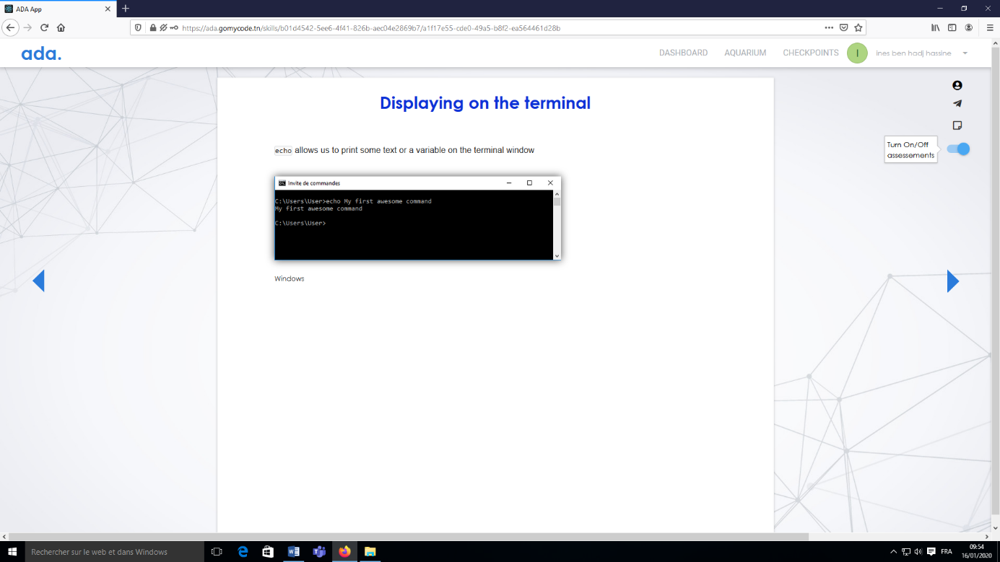 ADA App
https://ada.gomycode.tn/skills/b01d4542-5ee6-4f41-826b-aec04e2869b7/a1f17e55-cde0-49a5-b8f2-ea564461d28b
ada.
DASHBOARD
AQUARIUM
CHECKPOINTS
I
ines ben hadj hassine
Displaying on the terminal
echo allows us to print some text or a variable on the terminal window
Turn On/Off
assessements
Invite de commandes
C:\Users\User>echo My first awesome command
My first awesome command
C:\Users\User>
Windows
Rechercher sur le web et dans Windows
FRA
09:54
16/01/2020